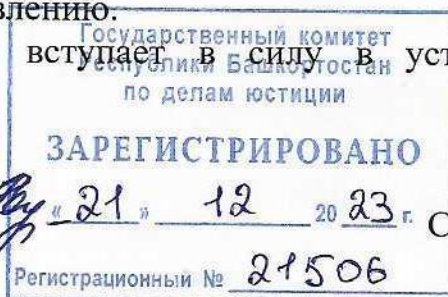 влению.
Государственный комитет
вступает в силу в уст
Республики Башкортостан
по делам юстиции
ЗАРЕГИСТРИРОВАНО
« 21 » 12 20 23 г.
С
Регистрационный № 21506